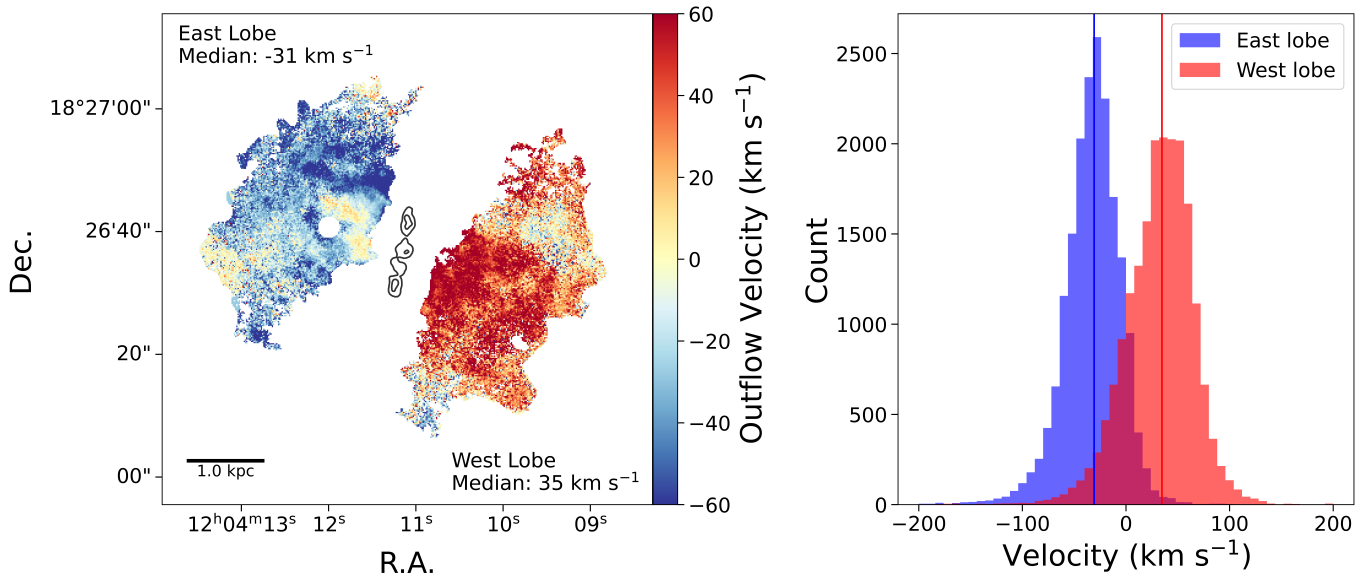 East Lobe
Median: -31 km s⁻¹
18°27'00"
26'40"
20"
00"
Dec.
1.0 kpc
West Lobe
Median: 35 km s⁻¹
12ʰ04ᵐ13ˢ 12ˢ 11ˢ 10ˢ 09ˢ
R.A.
60
40
20
0
−20
−40
−60
Outflow Velocity (km s⁻¹)
East lobe
West lobe
2500
2000
1500
1000
500
0
Count
−200 −100 0 100 200
Velocity (km s⁻¹)